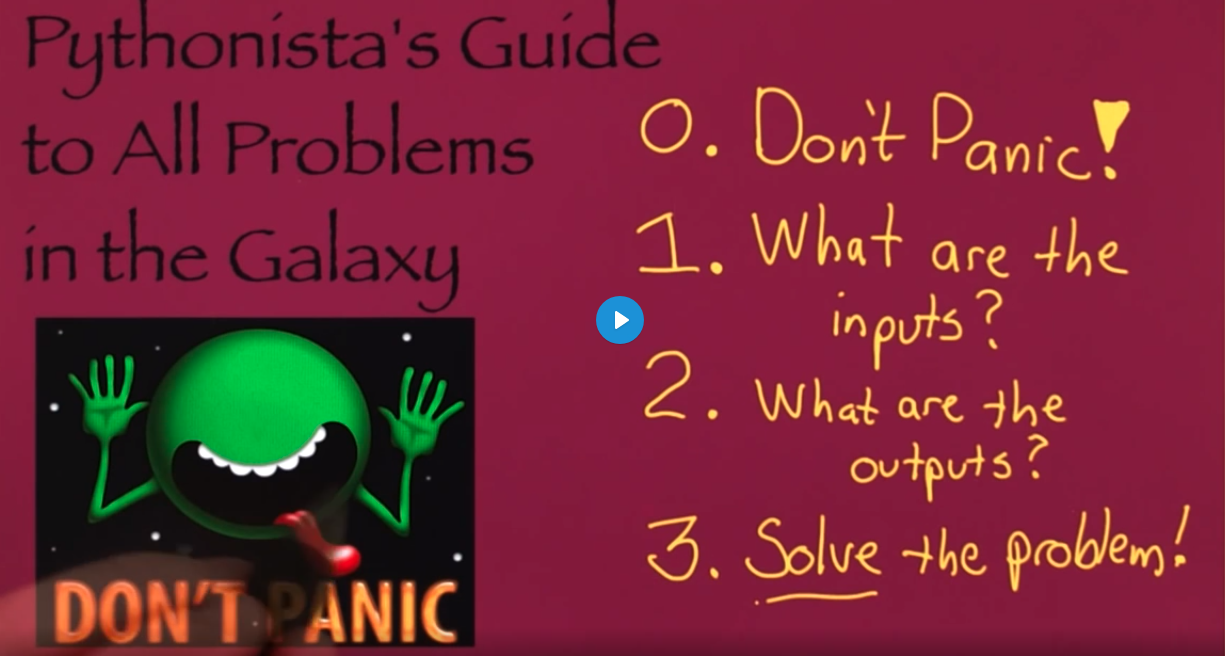 Pythonista's Guide
to All Problems
in the Galaxy
DON'T PANIC
0. Don't Panic!
1. What are the
inputs?
2. What are the
outputs?
3. Solve the problem!